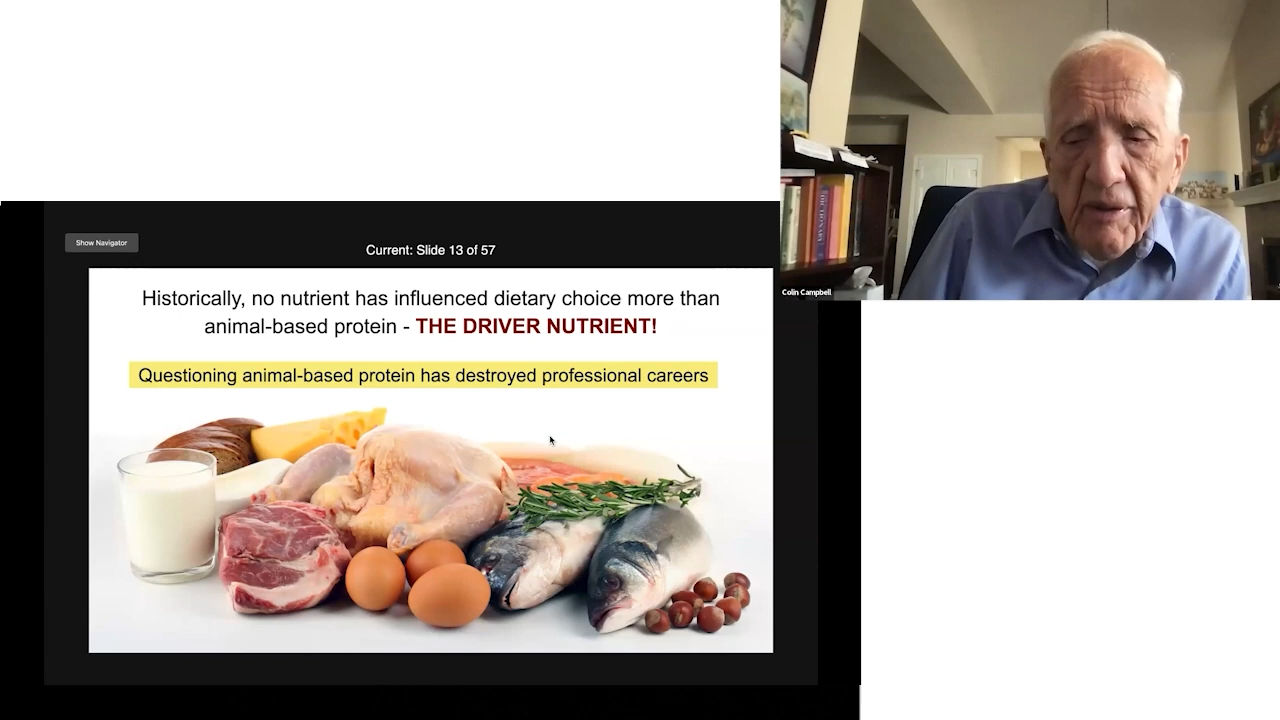 Show Navigator
Current: Slide 13 of 57
Historically, no nutrient has influenced dietary choice more than
animal-based protein - THE DRIVER NUTRIENT!
Questioning animal-based protein has destroyed professional careers
Colin Campbell